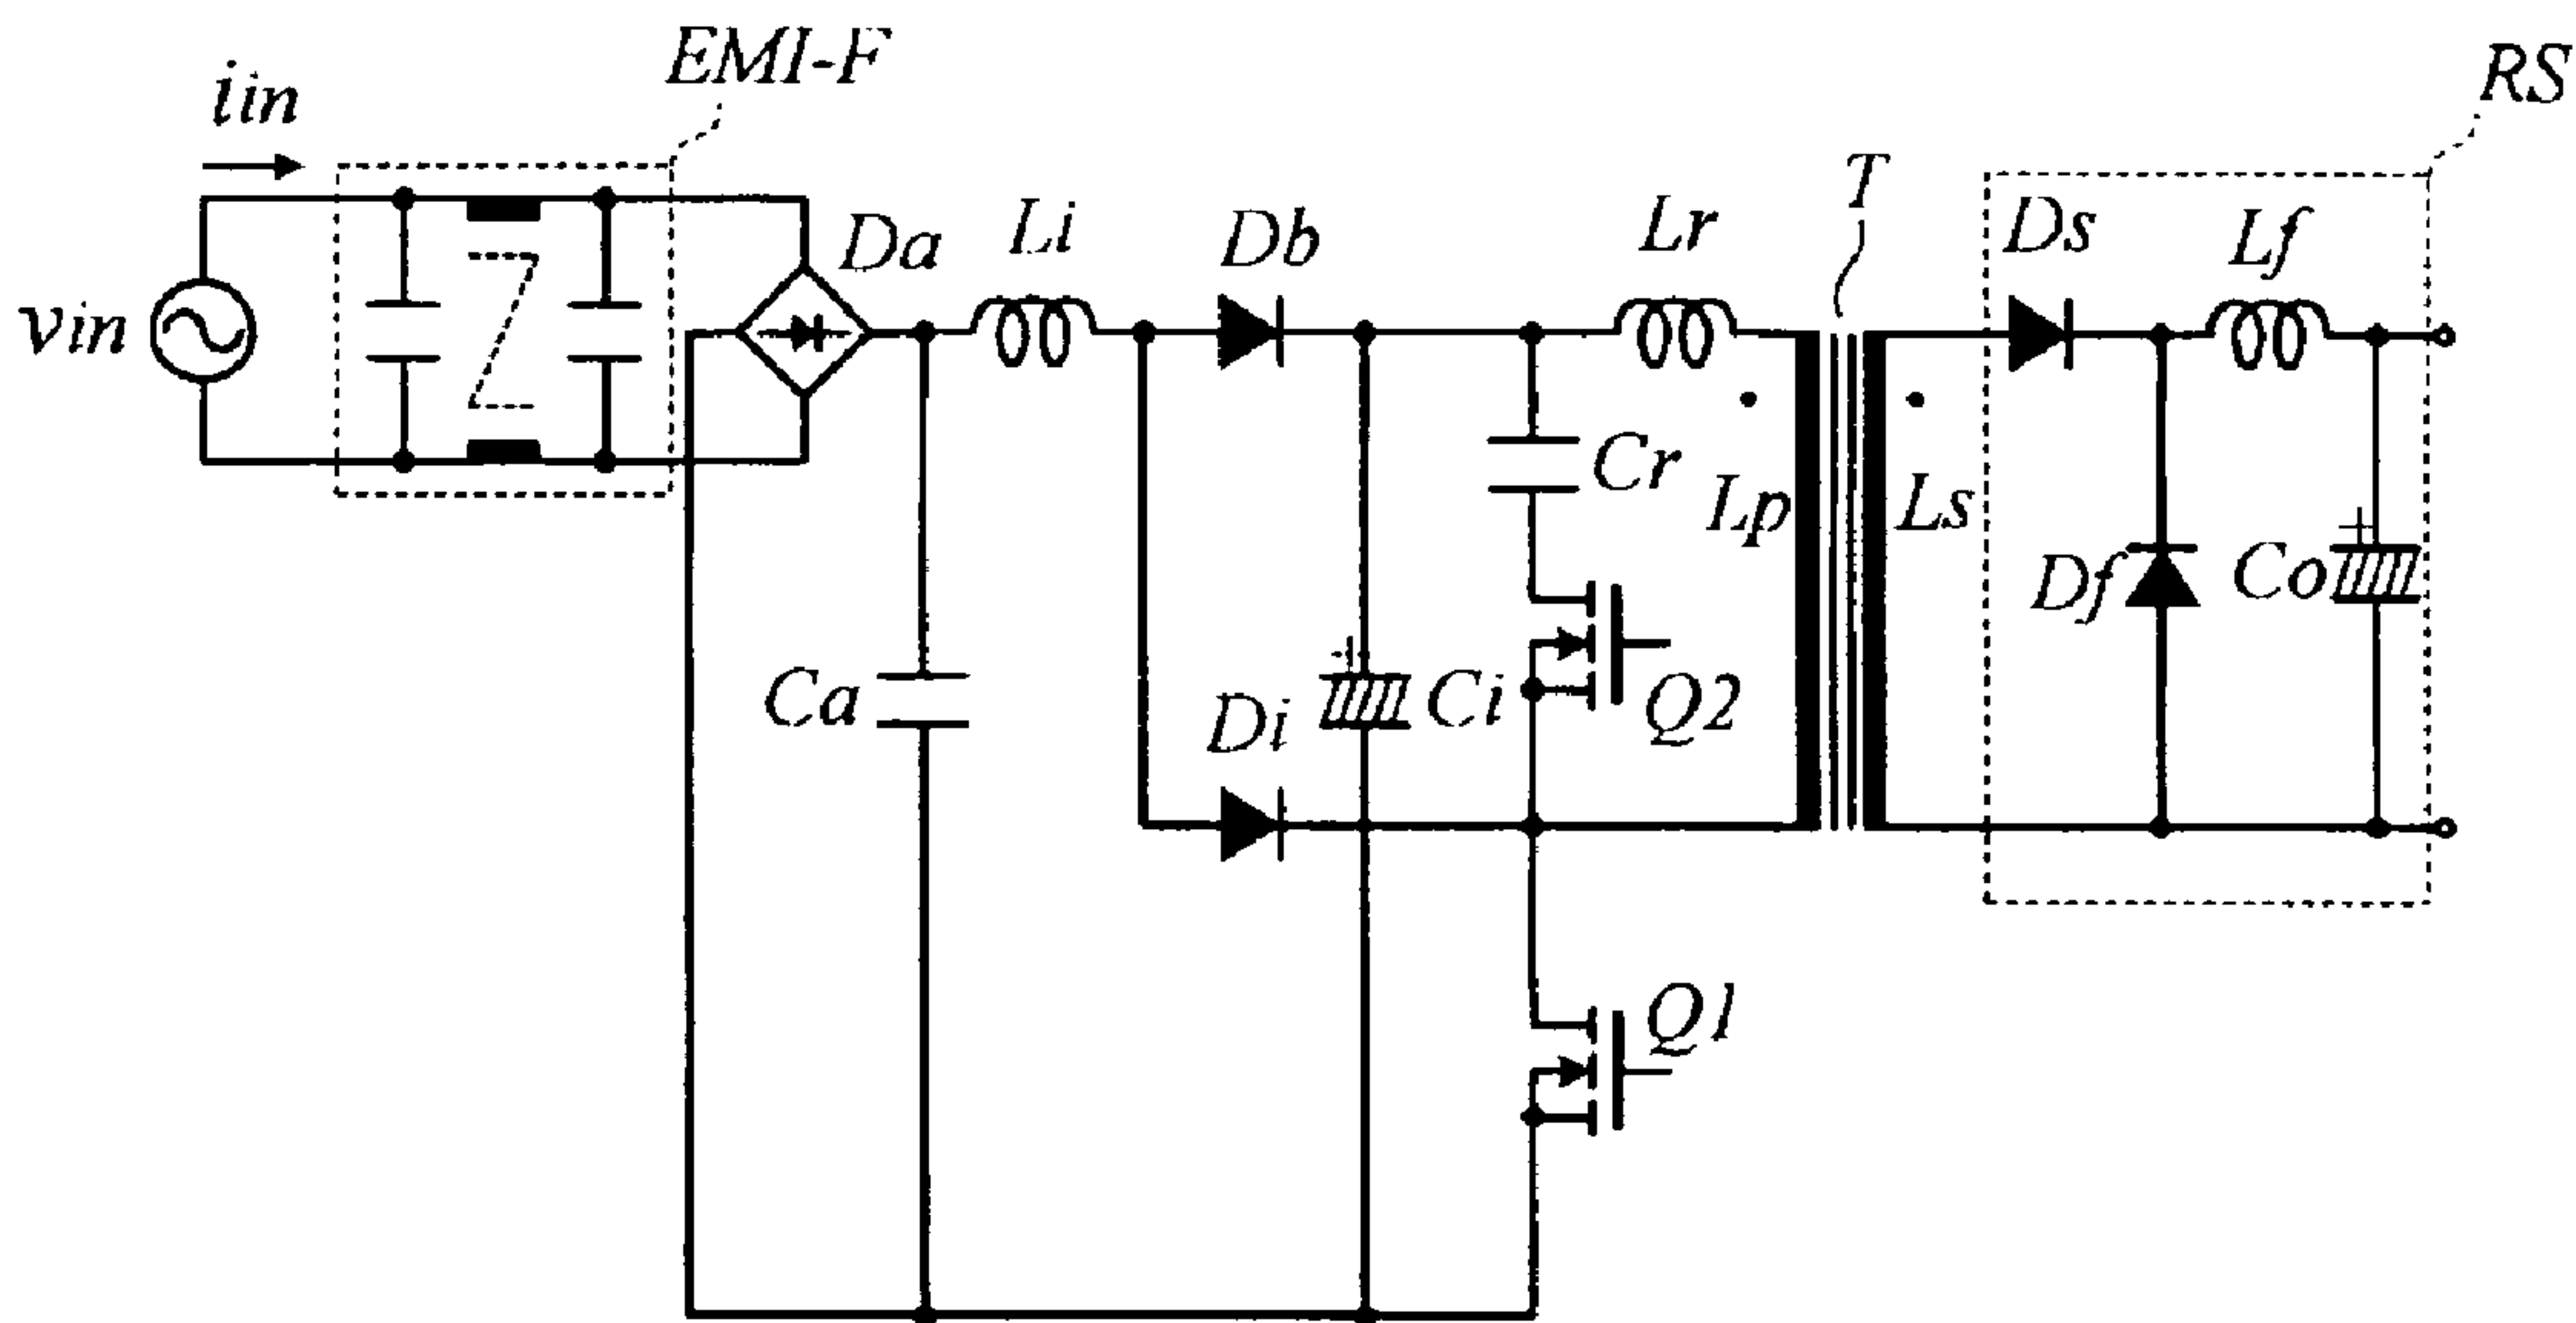 EMI-F
RS
iin
T
Da
Li
Db
Lr
Ds
Lf
vin
Cr
Lp
Ls
Df
Co
Ca
Di
Ci
Q2
Q1